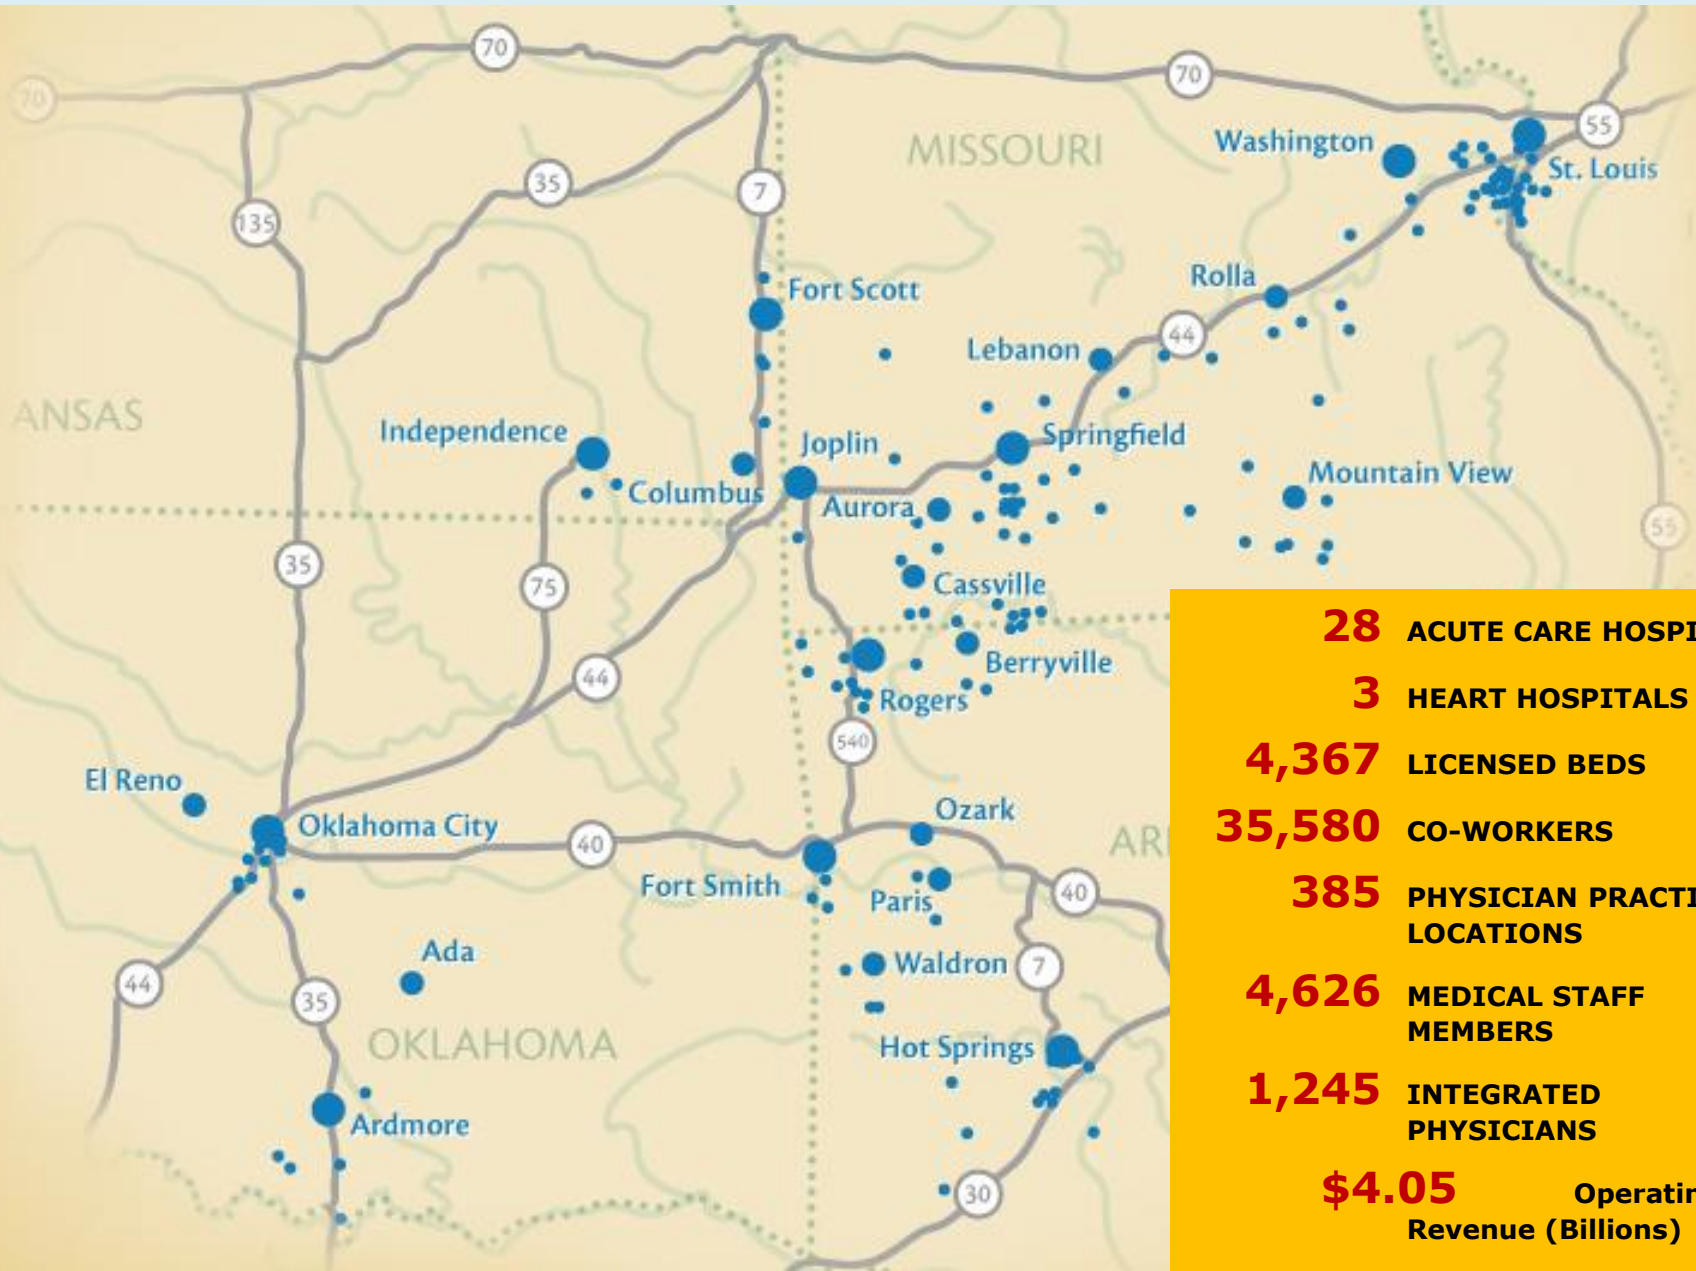 70
70
70
55
MISSOURI
Washington
St. Louis
35
7
135
Fort Scott
Rolla
44
Lebanon
ANSAS
Independence
Joplin
Springfield
Columbus
Aurora
Mountain View
55
35
75
Cassville
Berryville
44
Rogers
540
El Reno
Oklahoma City
Ozark
40
AR
Fort Smith
Paris
40
Ada
Waldron
7
44
35
OKLAHOMA
Hot Springs
Ardmore
30
28 ACUTE CARE HOSPI
3 HEART HOSPITALS
4,367 LICENSED BEDS
35,580 CO-WORKERS
385 PHYSICIAN PRACTI
LOCATIONS
4,626 MEDICAL STAFF
MEMBERS
1,245 INTEGRATED
PHYSICIANS
$4.05 Operatin
Revenue (Billions)